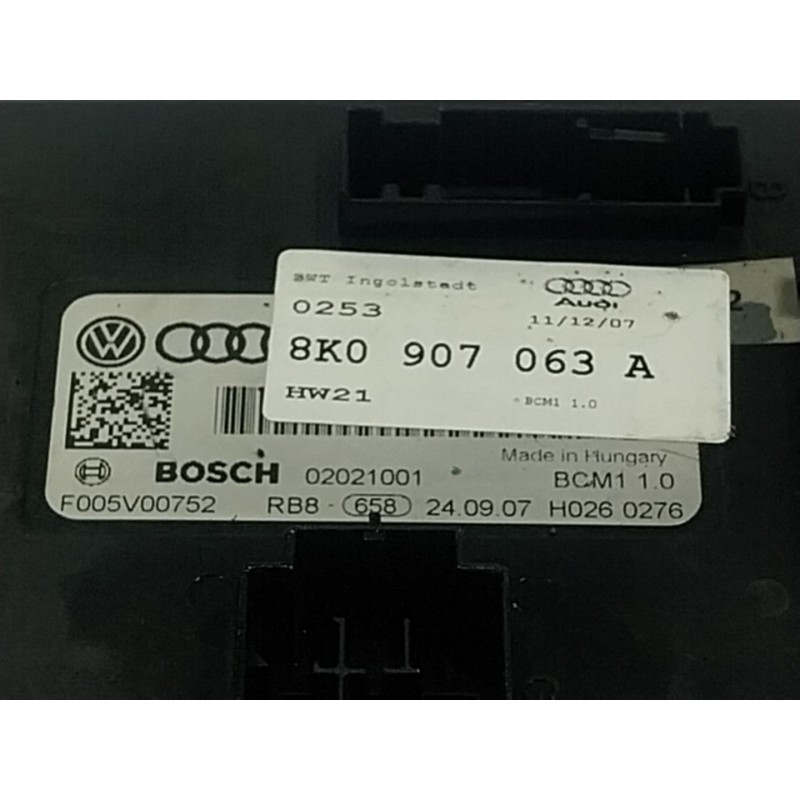 BWT Ingolstadt
Audi
0253
11/12/07
8K0 907 063 A
HW21
BCM1 1.0
2
Made in Hungary
BOSCH 02021001 BCM1 1.0
F005V00752 RB8 - 658 24.09.07 H026 0276